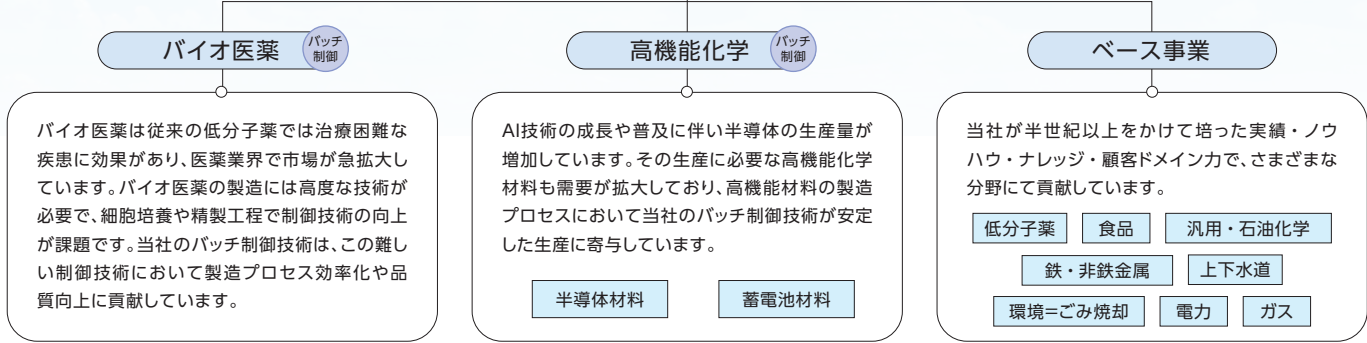 バイオ医薬
バッチ
制御
バイオ医薬は従来の低分子薬では治療困難な
疾患に効果があり、医薬業界で市場が急拡大し
ています。バイオ医薬の製造には高度な技術が
必要で、細胞培養や精製工程で制御技術の向上
が課題です。当社のバッチ制御技術は、この難し
い制御技術において製造プロセス効率化や品
質向上に貢献しています。
高機能化学
バッチ
制御
AI技術の成長や普及に伴い半導体の生産量が
増加しています。その生産に必要な高機能化学
材料も需要が拡大しており、高機能材料の製造
プロセスにおいて当社のバッチ制御技術が安定
した生産に寄与しています。
半導体材料
蓄電池材料
ベース事業
当社が半世紀以上をかけて培った実績・ノウ
ハウ・ナレッジ・顧客ドメイン力で、さまざまな
分野にて貢献しています。
低分子薬
食品
汎用・石油化学
鉄・非鉄金属
上下水道
環境=ごみ焼却
電力
ガス